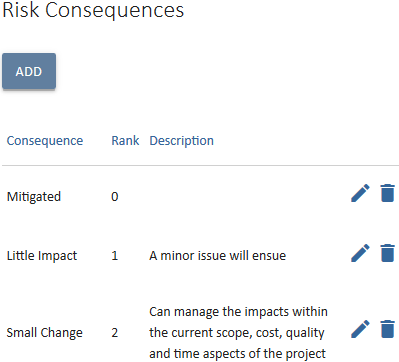 Risk Consequences
ADD
Consequence Rank Description
Mitigated 0
Little Impact 1 A minor issue will ensue
Can manage the impacts within
Small Change 2 the current scope, cost, quality
and time aspects of the project